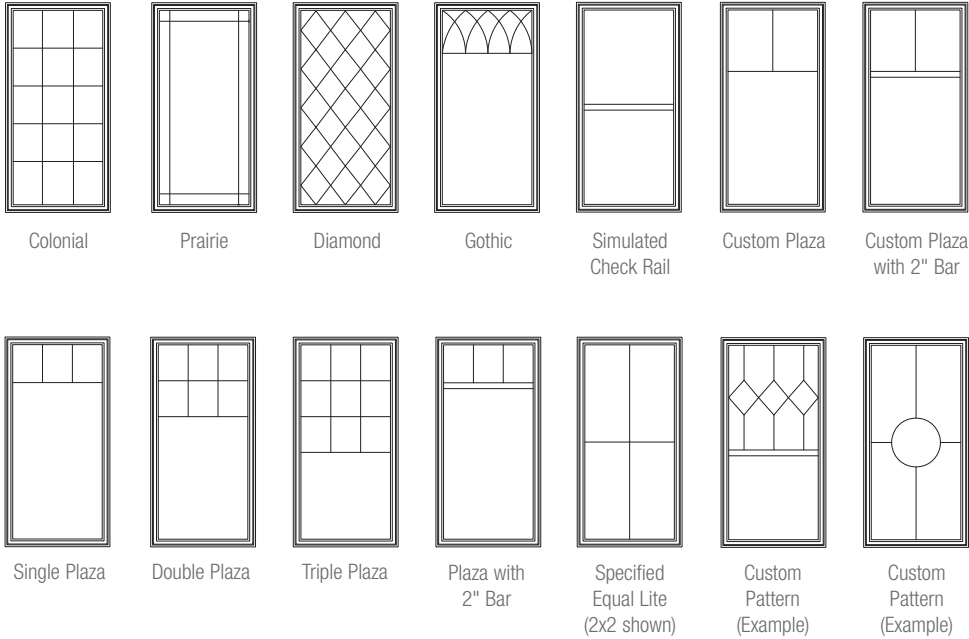 Colonial
Prairie
Diamond
Gothic
Simulated
Check Rail
Custom Plaza
Custom Plaza
with 2" Bar
Single Plaza
Double Plaza
Triple Plaza
Plaza with
2" Bar
Specified
Equal Lite
(2x2 shown)
Custom
Pattern
(Example)
Custom
Pattern
(Example)